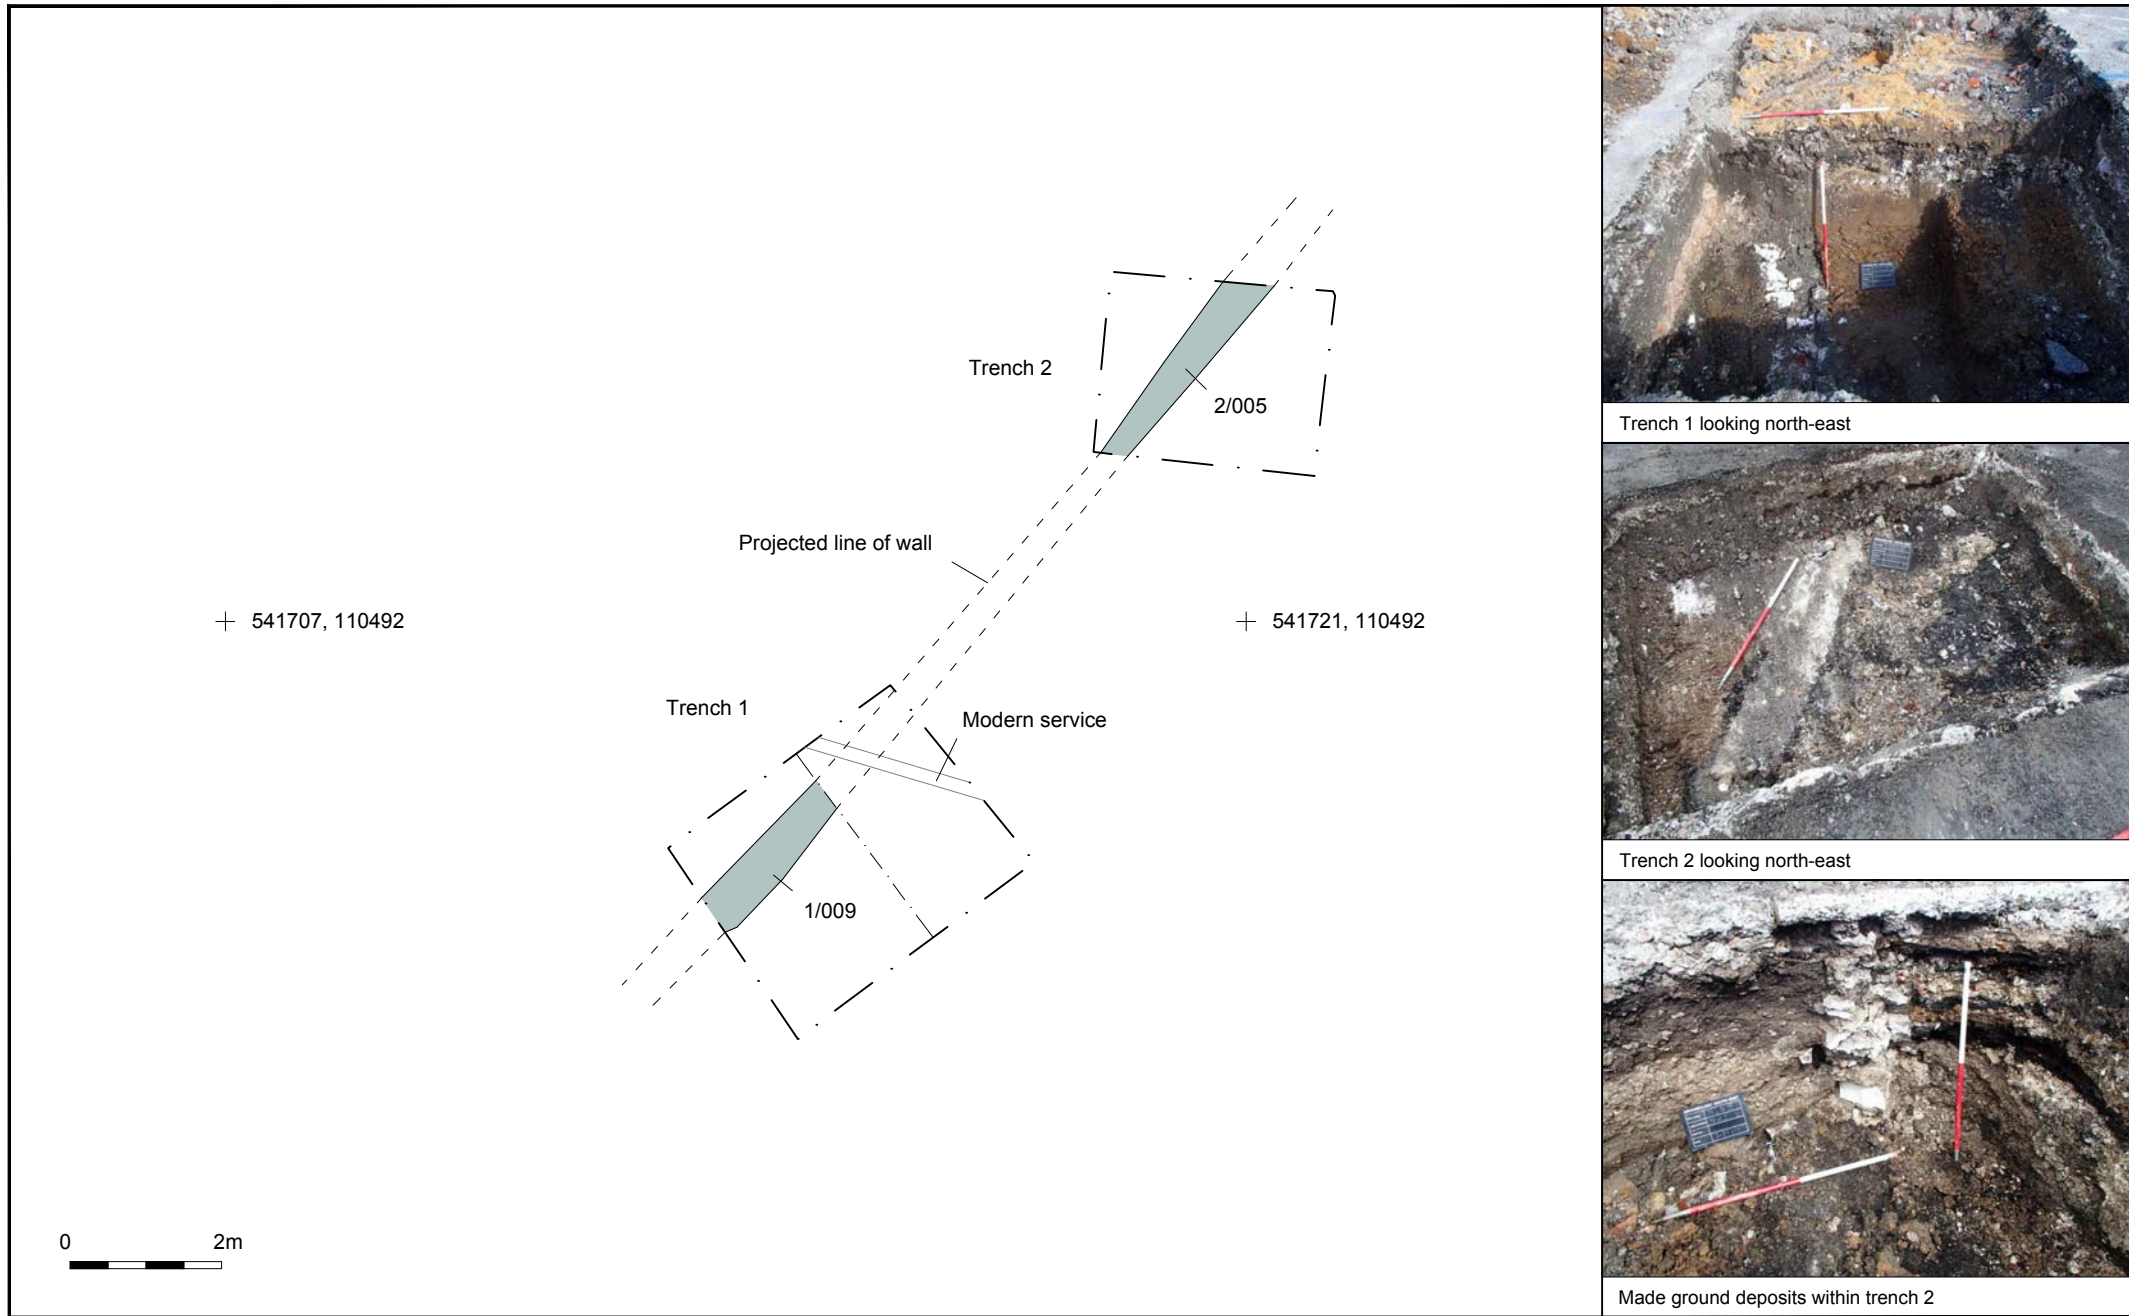 Trench 2
2/005
Projected line of wall
541707, 110492
541721, 110492
Trench 1
Modern service
1/009
0 2m
Trench 1 looking north-east
Trench 2 looking north-east
Made ground deposits within trench 2